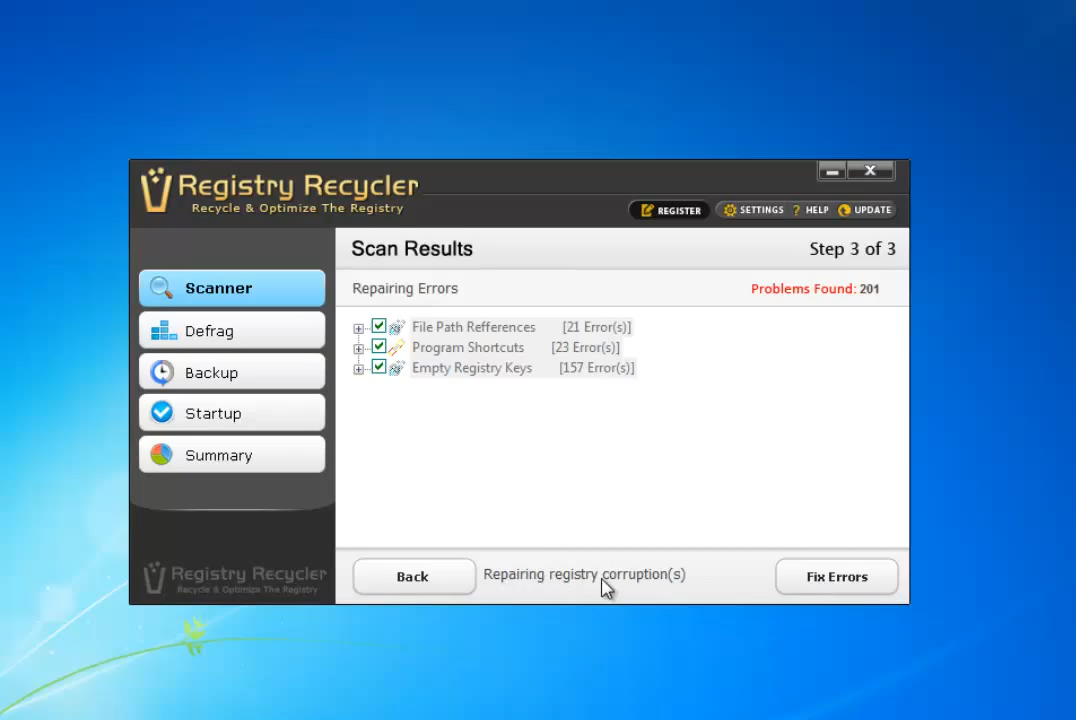 Registry Recycler
Recycle & Optimize The Registry
REGISTER
SETTINGS
HELP
UPDATE
Scan Results
Step 3 of 3
Scanner
Repairing Errors
Problems Found: 201
Defrag
File Path Refferences [21 Error(s)]
Program Shortcuts [23 Error(s)]
Empty Registry Keys [157 Error(s)]
Backup
Startup
Summary
Registry Recycler
Recycle & Optimize The Registry
Back
Repairing registry corruption(s)
Fix Errors